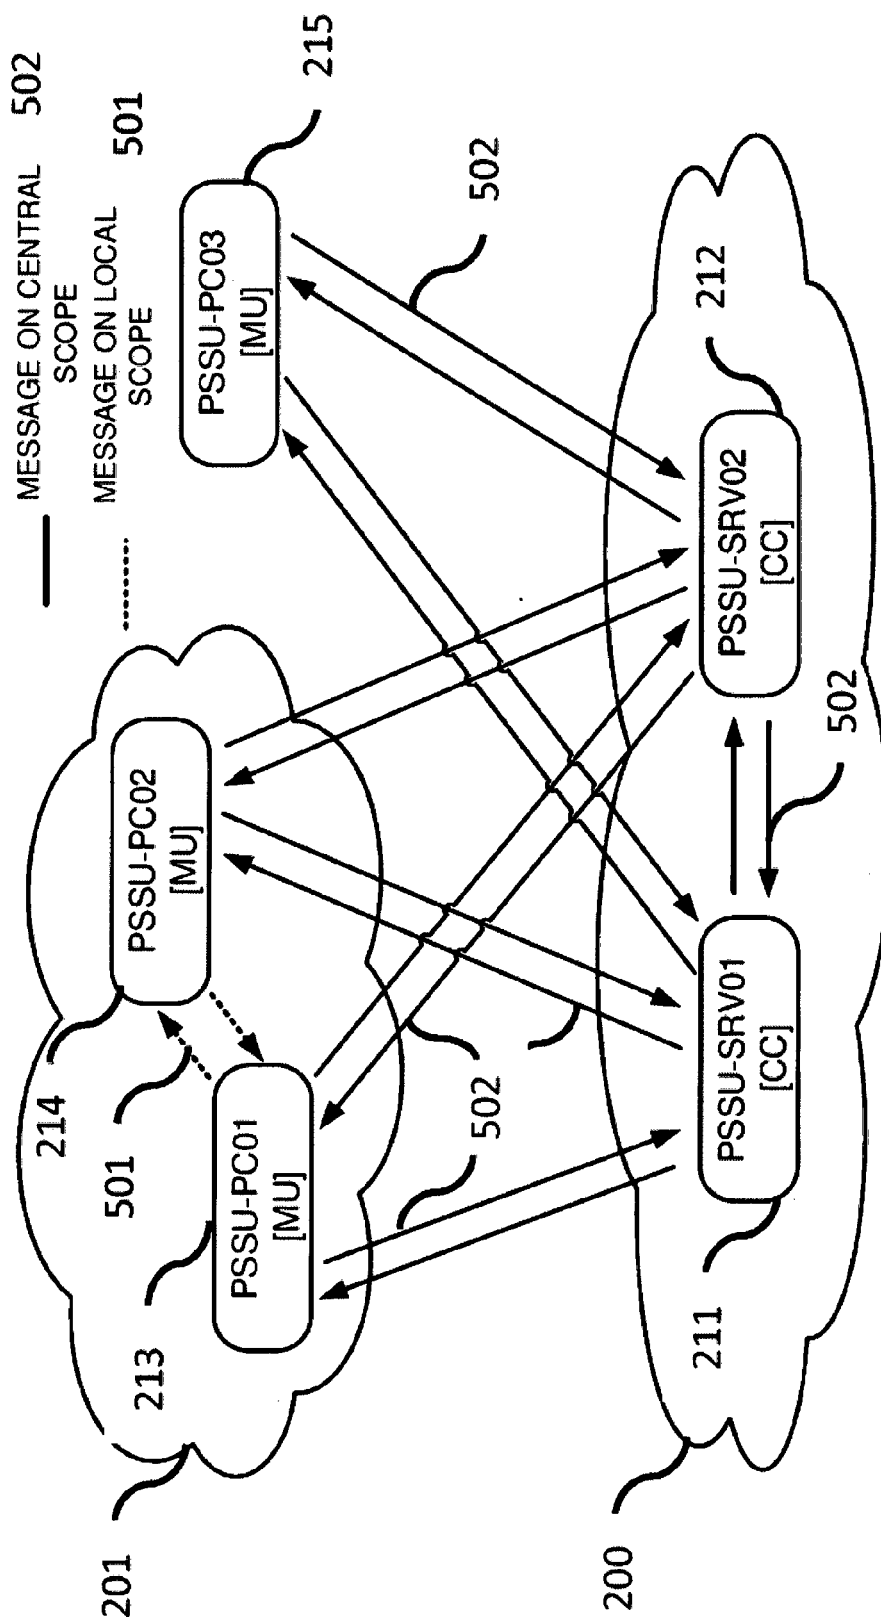 MESSAGE ON CENTRAL
SCOPE
502
MESSAGE ON LOCAL
SCOPE
501
201
213
501
214
PSSU-PC01
[MU]
PSSU-PC02
[MU]
PSSU-PC03
[MU]
215
502
502
502
200
211
PSSU-SRV01
[CC]
PSSU-SRV02
[CC]
212
502